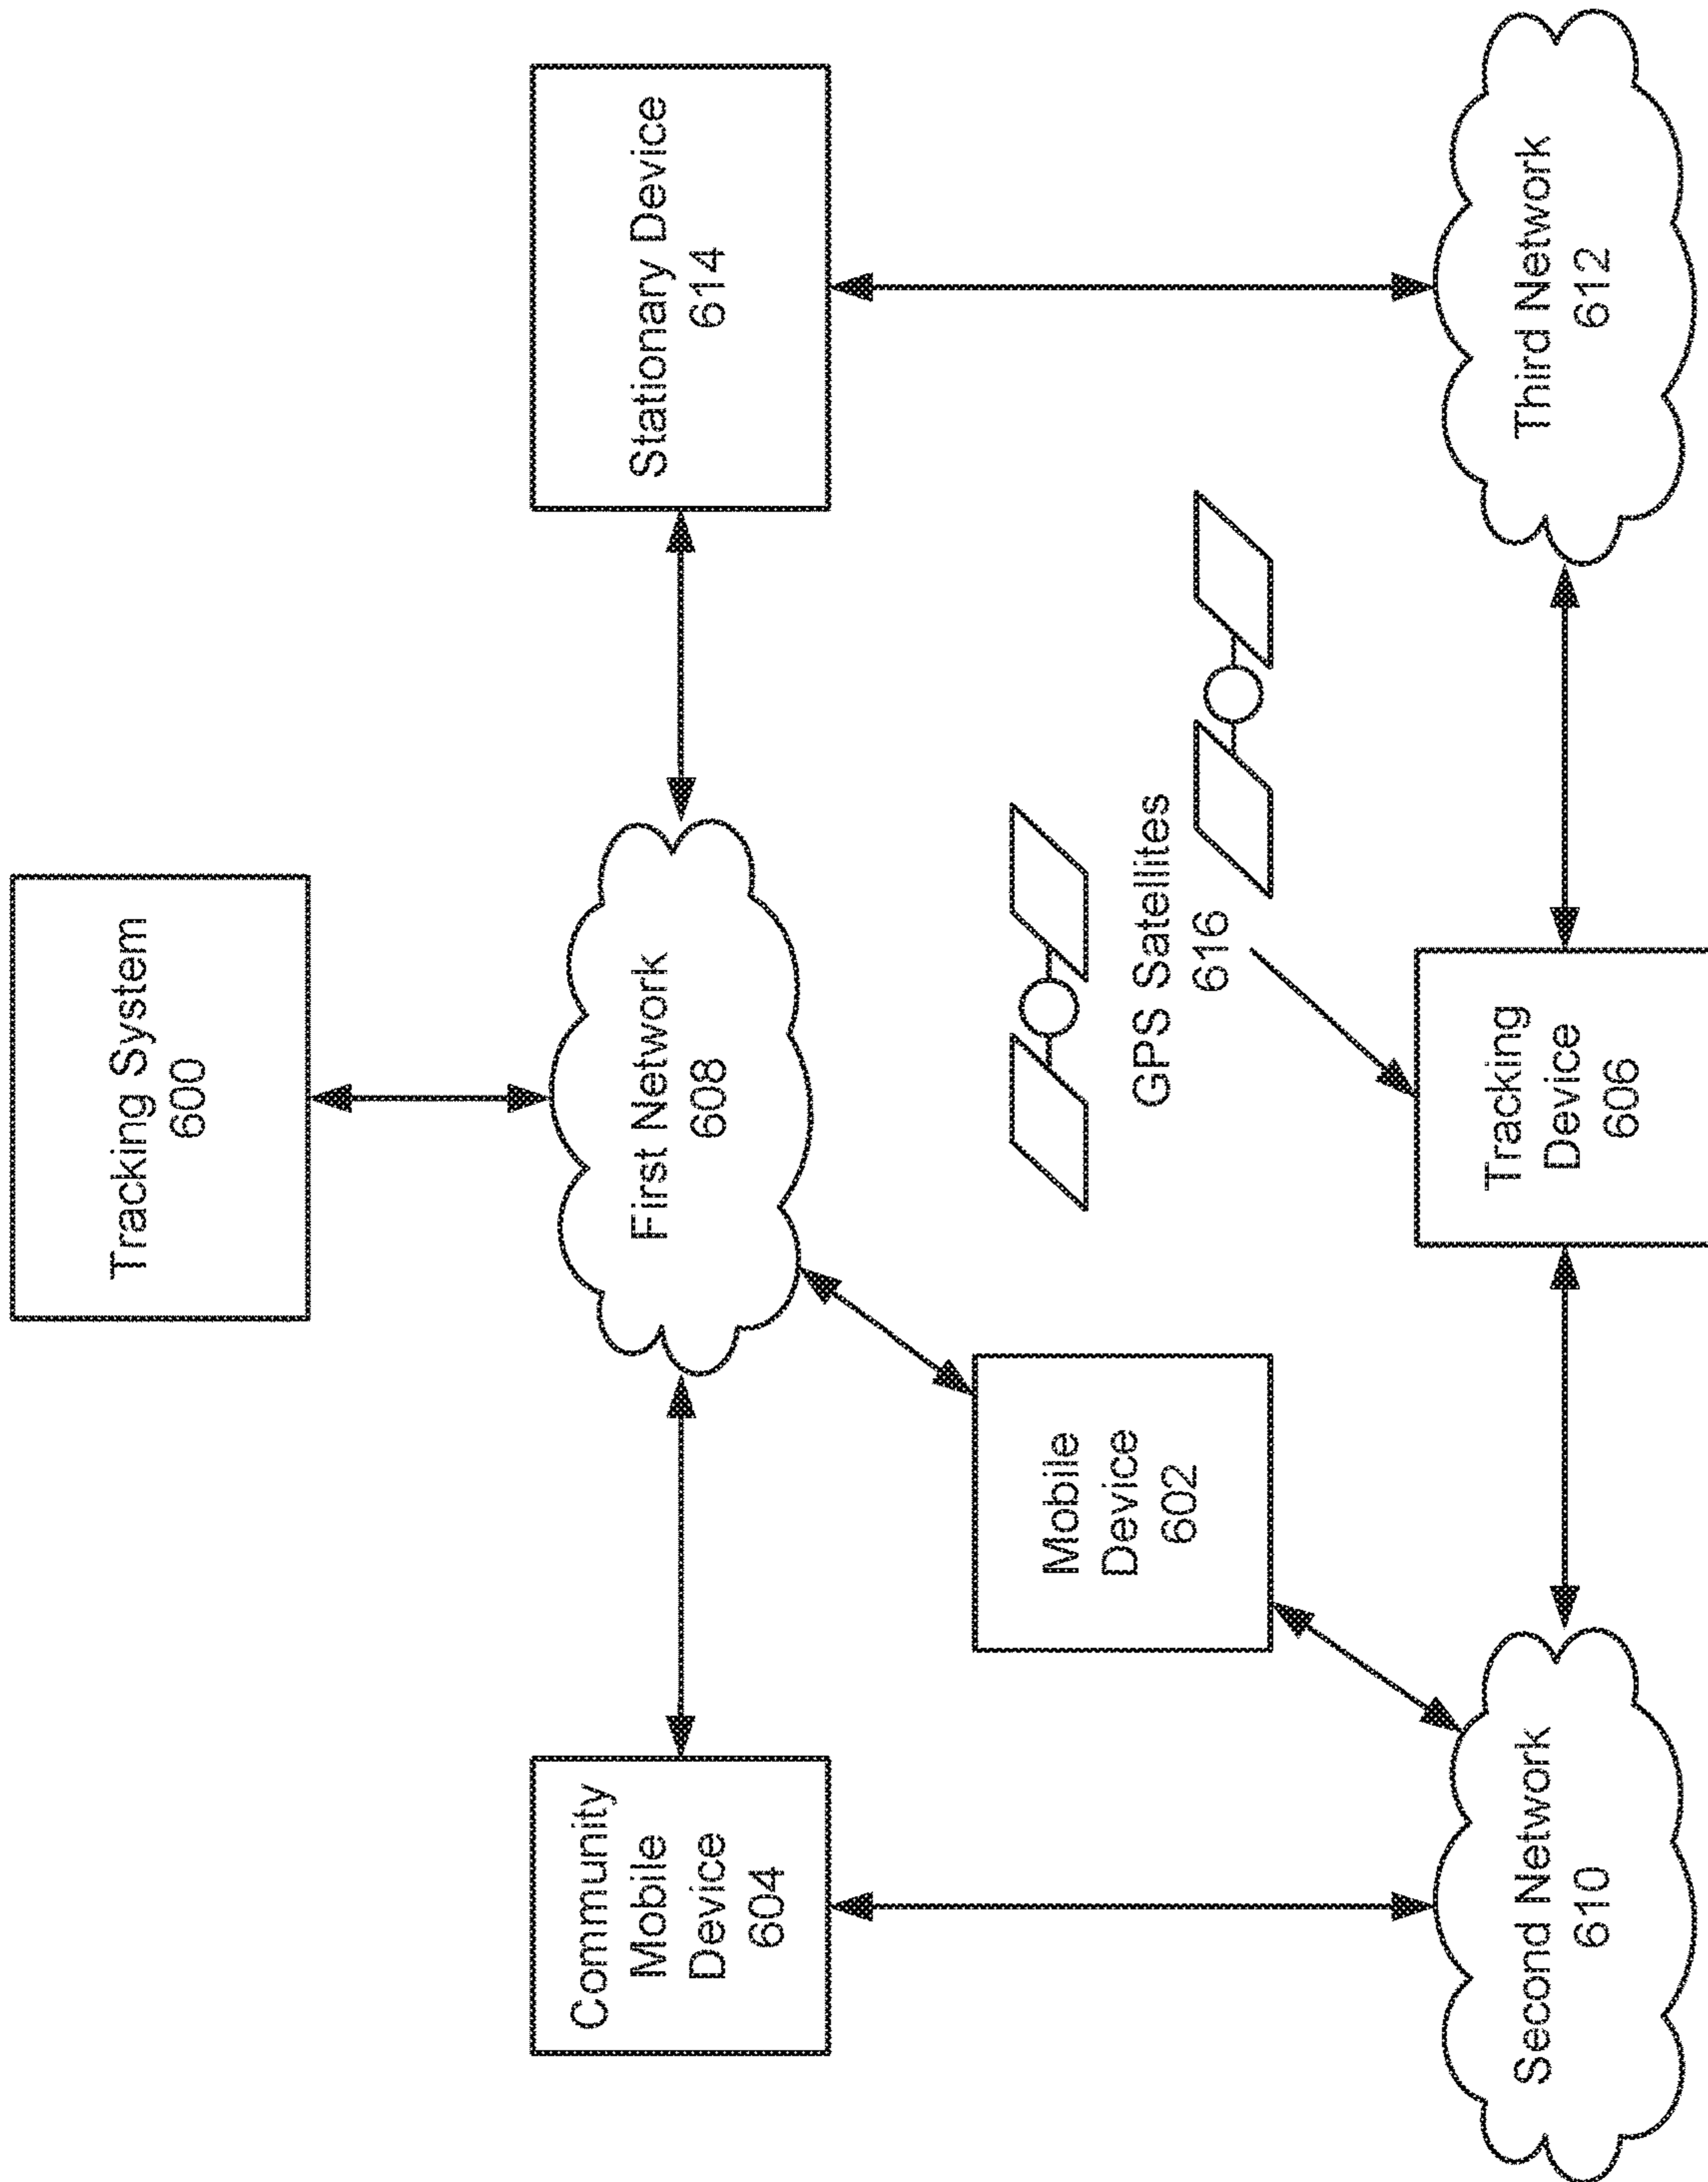 Tracking System
600
Community
Mobile
Device
604
First Network
608
Stationary Device
614
Mobile
Device
602
GPS Satellites
616
Second Network
610
Tracking
Device
606
Third Network
612